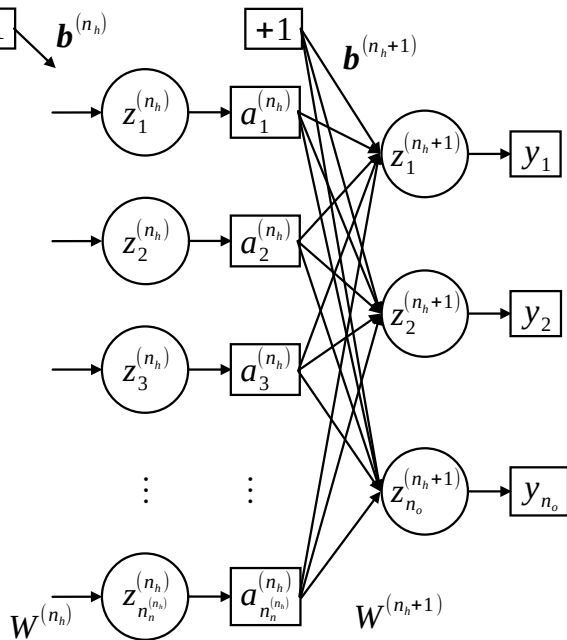 1 b^(n_h) +1 b^(n_h+1)
z_1^(n_h) a_1^(n_h) z_1^(n_h+1) y_1
z_2^(n_h) a_2^(n_h) z_2^(n_h+1) y_2
z_3^(n_h) a_3^(n_h)
⋮ ⋮ z_{n_o}^(n_h+1) y_{n_o}
W^(n_h) z_{n_n^(n_h)}^(n_h) a_{n_n^(n_h)}^(n_h) W^(n_h+1)